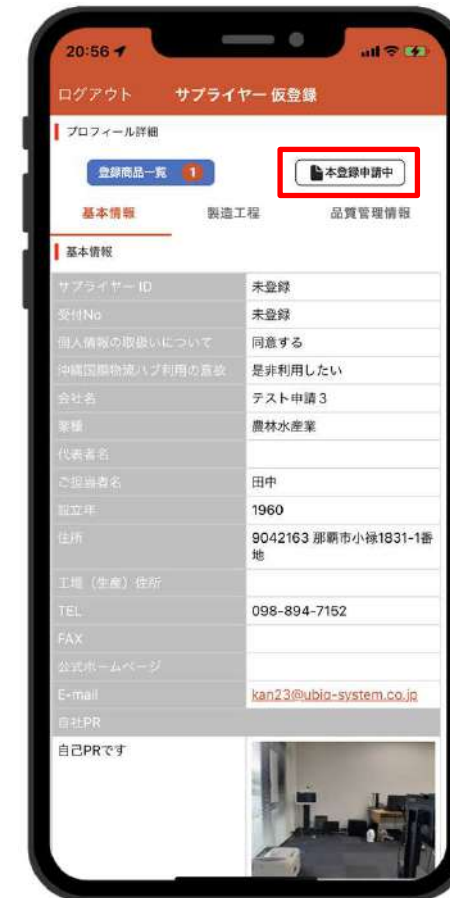 20:56
ログアウト サプライヤー 仮登録
プロフィール詳細
登録商品一覧 1 本登録申請中
基本情報 製造工程 品質管理情報
基本情報
サプライヤー ID 未登録
受付No 未登録
個人情報の取扱いについて 同意する
沖縄国際物流ハブ利用の意欲 是非利用したい
会社名 テスト申請３
業種 農林水産業
代表者名
ご担当者名 田中
設立年 1960
住所 9042163 那覇市小禄1831-1番
地
工場（生産）住所
TEL 098-894-7152
FAX
公式ホームページ
E-mail kan23@ubiq-system.co.jp
自社PR
自己PRです